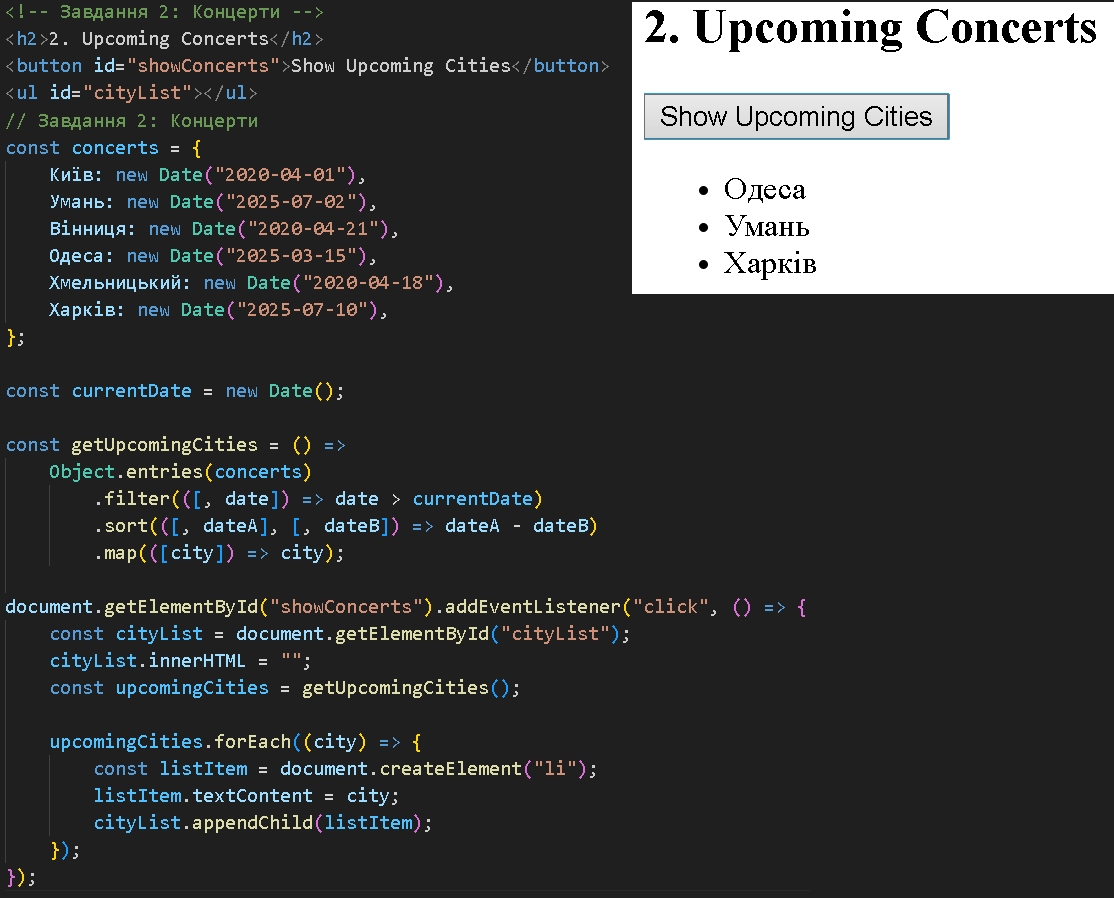 <!-- Завдання 2: Концерти -->
<h2>2. Upcoming Concerts</h2>
<button id="showConcerts">Show Upcoming Cities</button>
<ul id="cityList"></ul>
// Завдання 2: Концерти
const concerts = {
    Київ: new Date("2020-04-01"),
    Умань: new Date("2025-07-02"),
    Вінниця: new Date("2020-04-21"),
    Одеса: new Date("2025-03-15"),
    Хмельницький: new Date("2020-04-18"),
    Харків: new Date("2025-07-10"),
};

const currentDate = new Date();

const getUpcomingCities = () =>
    Object.entries(concerts)
        .filter(([, date]) => date > currentDate)
        .sort(([, dateA], [, dateB]) => dateA - dateB)
        .map(([city]) => city);

document.getElementById("showConcerts").addEventListener("click", () => {
    const cityList = document.getElementById("cityList");
    cityList.innerHTML = "";
    const upcomingCities = getUpcomingCities();

    upcomingCities.forEach((city) => {
        const listItem = document.createElement("li");
        listItem.textContent = city;
        cityList.appendChild(listItem);
    });
});
2. Upcoming Concerts
Show Upcoming Cities
• Одеса
• Умань
• Харків